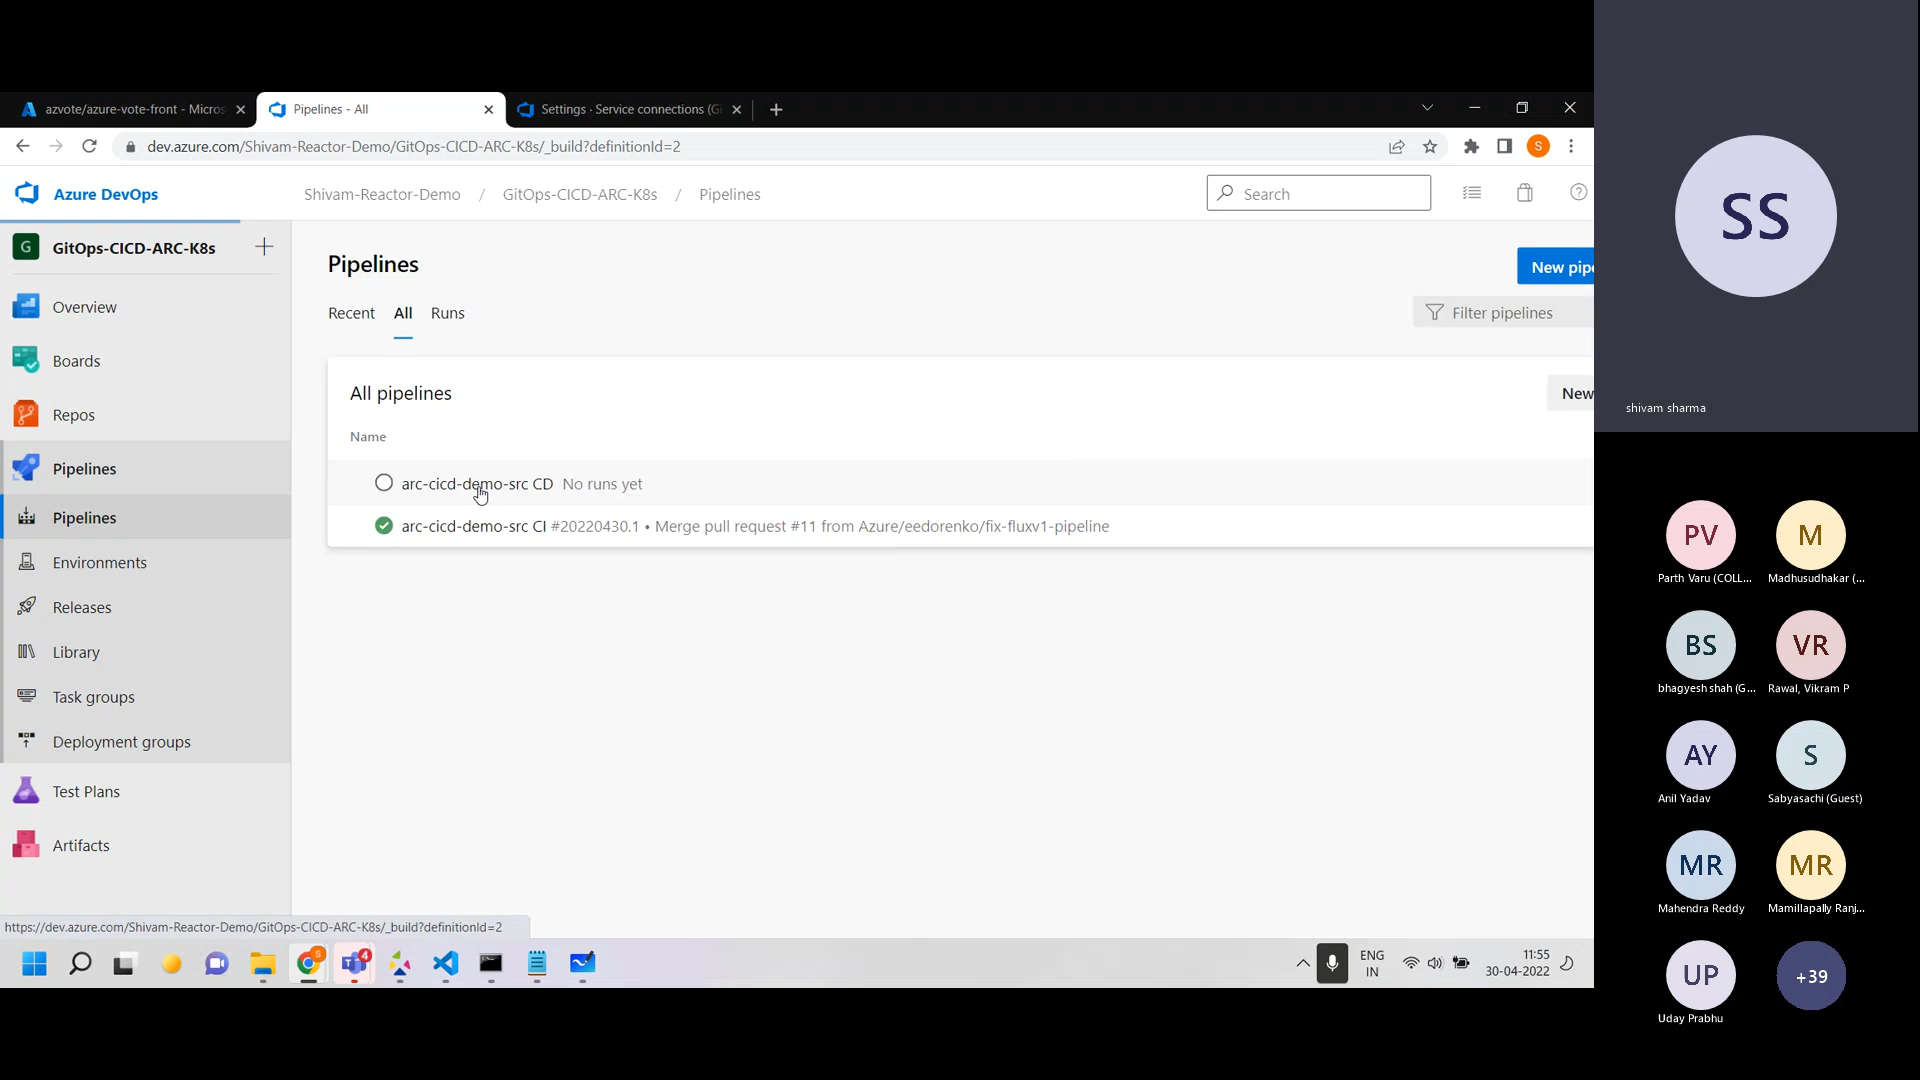 azvote/azure-vote-front - Micros
Pipelines - All
Settings · Service connections (Gi
dev.azure.com/Shivam-Reactor-Demo/GitOps-CICD-ARC-K8s/_build?definitionId=2
S
Azure DevOps
Shivam-Reactor-Demo / GitOps-CICD-ARC-K8s / Pipelines
Search
G
GitOps-CICD-ARC-K8s
Overview
Boards
Repos
Pipelines
Pipelines
Environments
Releases
Library
Task groups
Deployment groups
Test Plans
Artifacts
Pipelines
New pipe
Recent All Runs
Filter pipelines
All pipelines
New
Name
arc-cicd-demo-src CD No runs yet
arc-cicd-demo-src CI #20220430.1 • Merge pull request #11 from Azure/eedorenko/fix-fluxv1-pipeline
https://dev.azure.com/Shivam-Reactor-Demo/GitOps-CICD-ARC-K8s/_build?definitionId=2
S
4
ENG
IN
11:55
30-04-2022
SS
shivam sharma
PV
Parth Varu (COLL...
M
Madhusudhakar (...
BS
bhagyesh shah (G...
VR
Rawal, Vikram P
AY
Anil Yadav
S
Sabyasachi (Guest)
MR
Mahendra Reddy
MR
Mamillapally Ranj...
UP
Uday Prabhu
+39